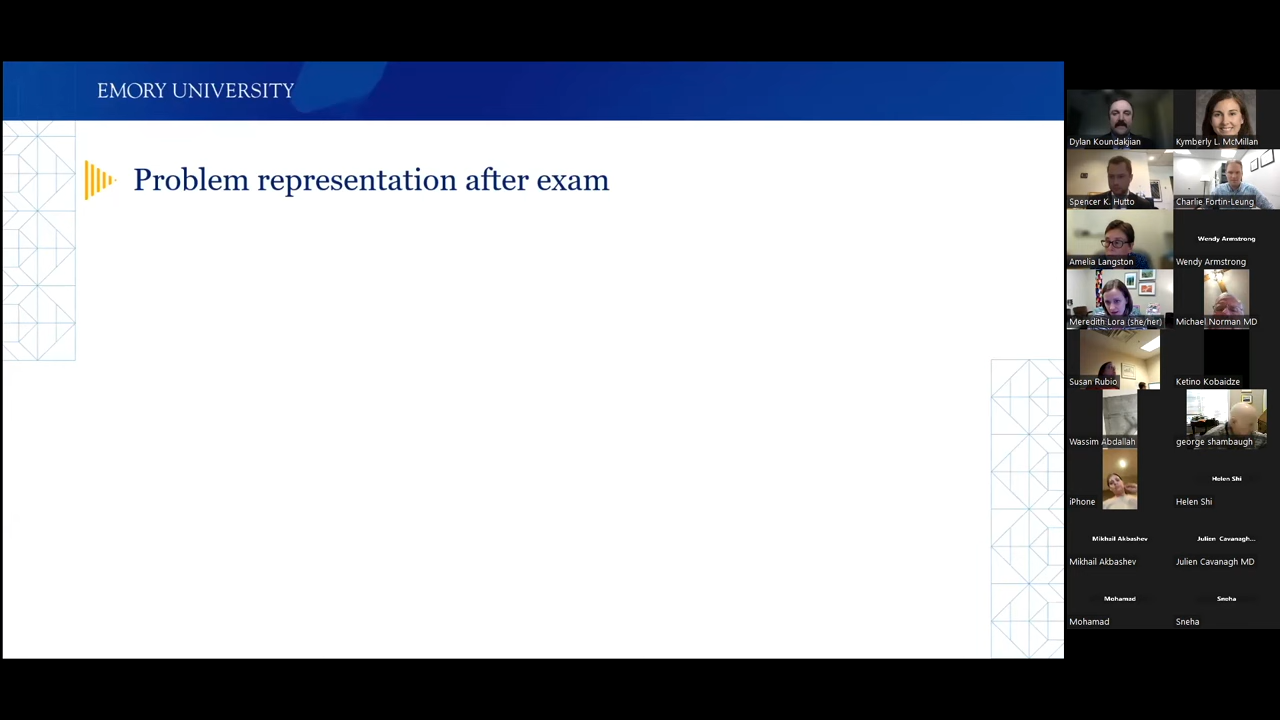 EMORY UNIVERSITY
Problem representation after exam
Dylan Koundakjian
Kymberly L. McMillan
Spencer K. Hutto
Charlie Fortin-Leung
Wendy Armstrong
Amelia Langston
Wendy Armstrong
Meredith Lora (she/her)
Michael Norman MD
Susan Rubio
Ketino Kobaidze
Wassim Abdallah
george shambaugh
Helen Shi
iPhone
Helen Shi
Mikhail Akbashev
Julien Cavanagh...
Mikhail Akbashev
Julien Cavanagh MD
Mohamad
Sneha
Mohamad
Sneha